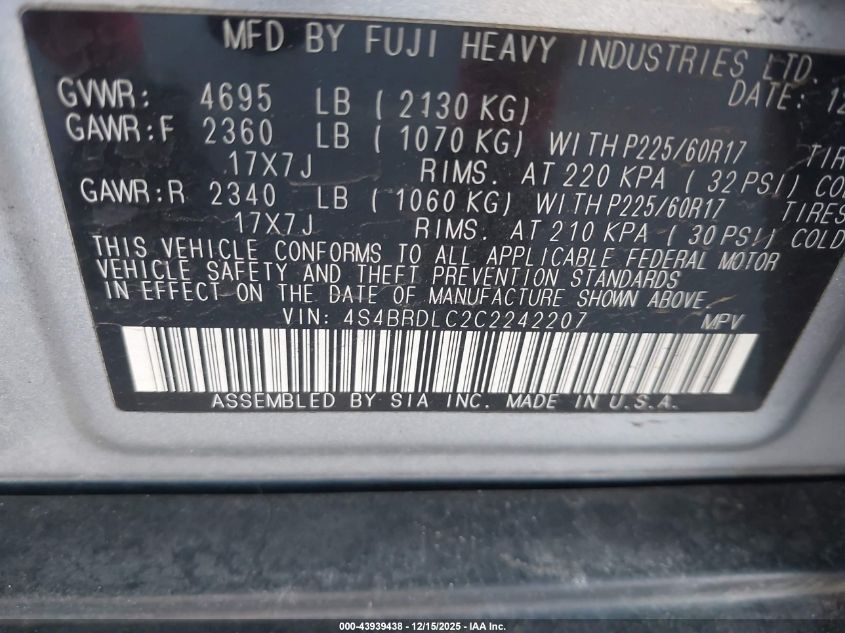 MFD BY FUJI HEAVY INDUSTRIES LTD.
DATE: 12
GVWR: 4695 LB ( 2130 KG)
GAWR:F 2360 LB ( 1070 KG) WITH P225/60R17 TIR
17X7J RIMS. AT 220 KPA ( 32 PSI) CO
GAWR:R 2340 LB ( 1060 KG) WITH P225/60R17 TIRES
17X7J RIMS. AT 210 KPA ( 30 PSI) COLD
THIS VEHICLE CONFORMS TO ALL APPLICABLE FEDERAL MOTOR
VEHICLE SAFETY AND THEFT PREVENTION STANDARDS
IN EFFECT ON THE DATE OF MANUFACTURE SHOWN ABOVE.
VIN: 4S4BRDLC2C2242207 MPV
ASSEMBLED BY SIA INC. MADE IN U.S.A.
000-43939438 - 12/15/2025 - IAA Inc.